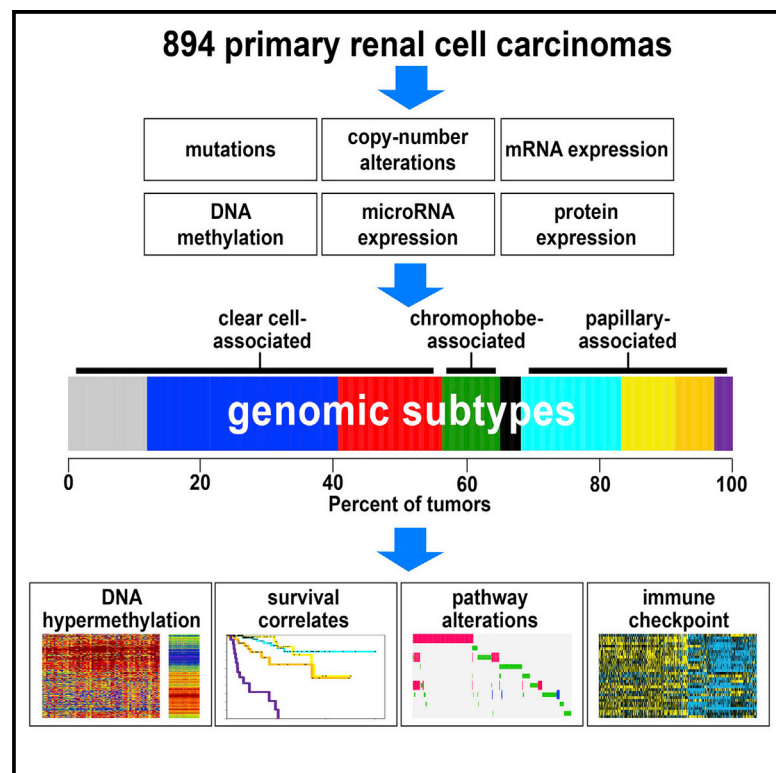 894 primary renal cell carcinomas
mutations
copy-number
alterations
mRNA expression
DNA
methylation
microRNA
expression
protein
expression
clear cell-
associated
chromophobe-
associated
papillary-
associated
genomic subtypes
0 20 40 60 80 100
Percent of tumors
DNA
hypermethylation
survival
correlates
pathway
alterations
immune
checkpoint